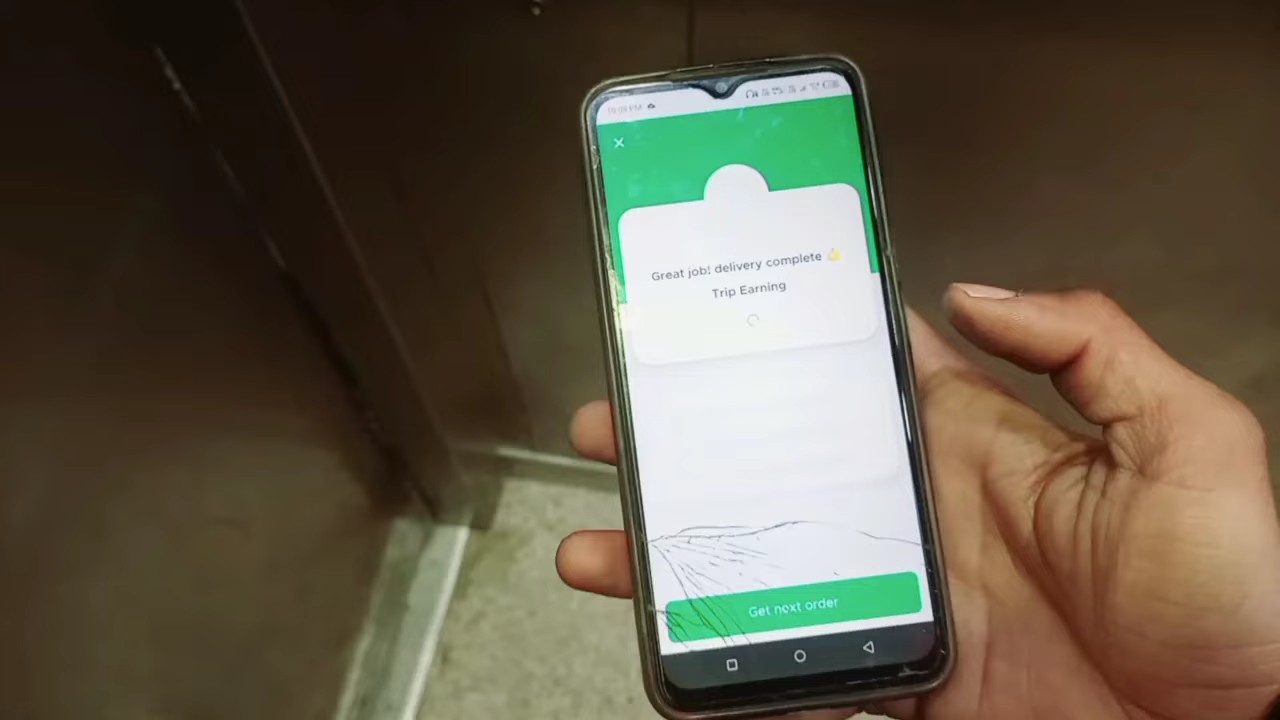 Great job! delivery complete 👍
Trip Earning
Get next order